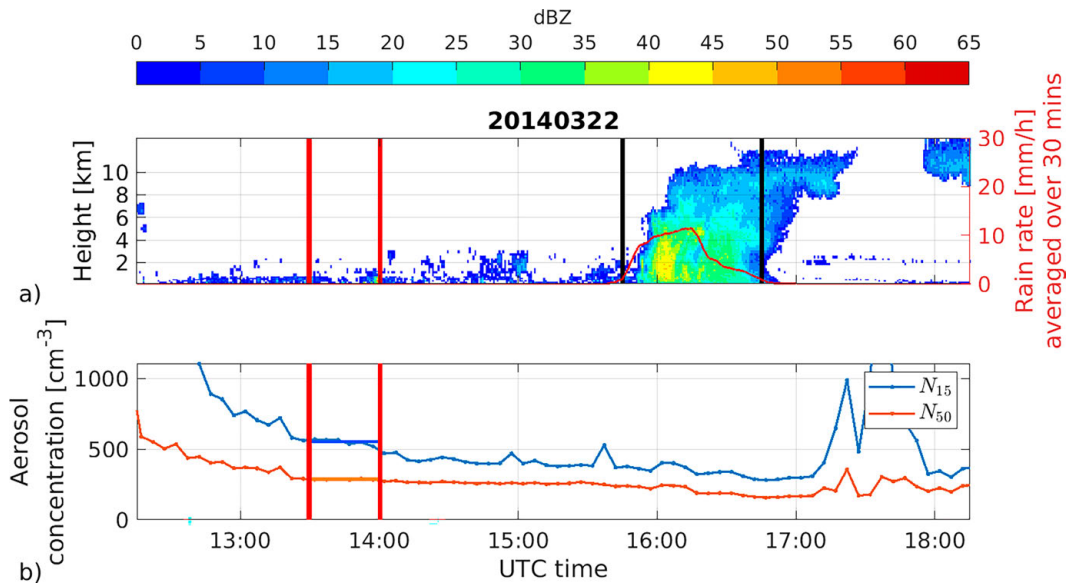 dBZ
0 5 10 15 20 25 30 35 40 45 50 55 60 65
20140322
Height [km]
10
8
6
4
2
30
20
10
0
Rain rate [mm/h]
averaged over 30 mins
a)
Aerosol
concentration [cm-3]
1000
500
0
N15
N50
13:00 14:00 15:00 16:00 17:00 18:00
UTC time
b)